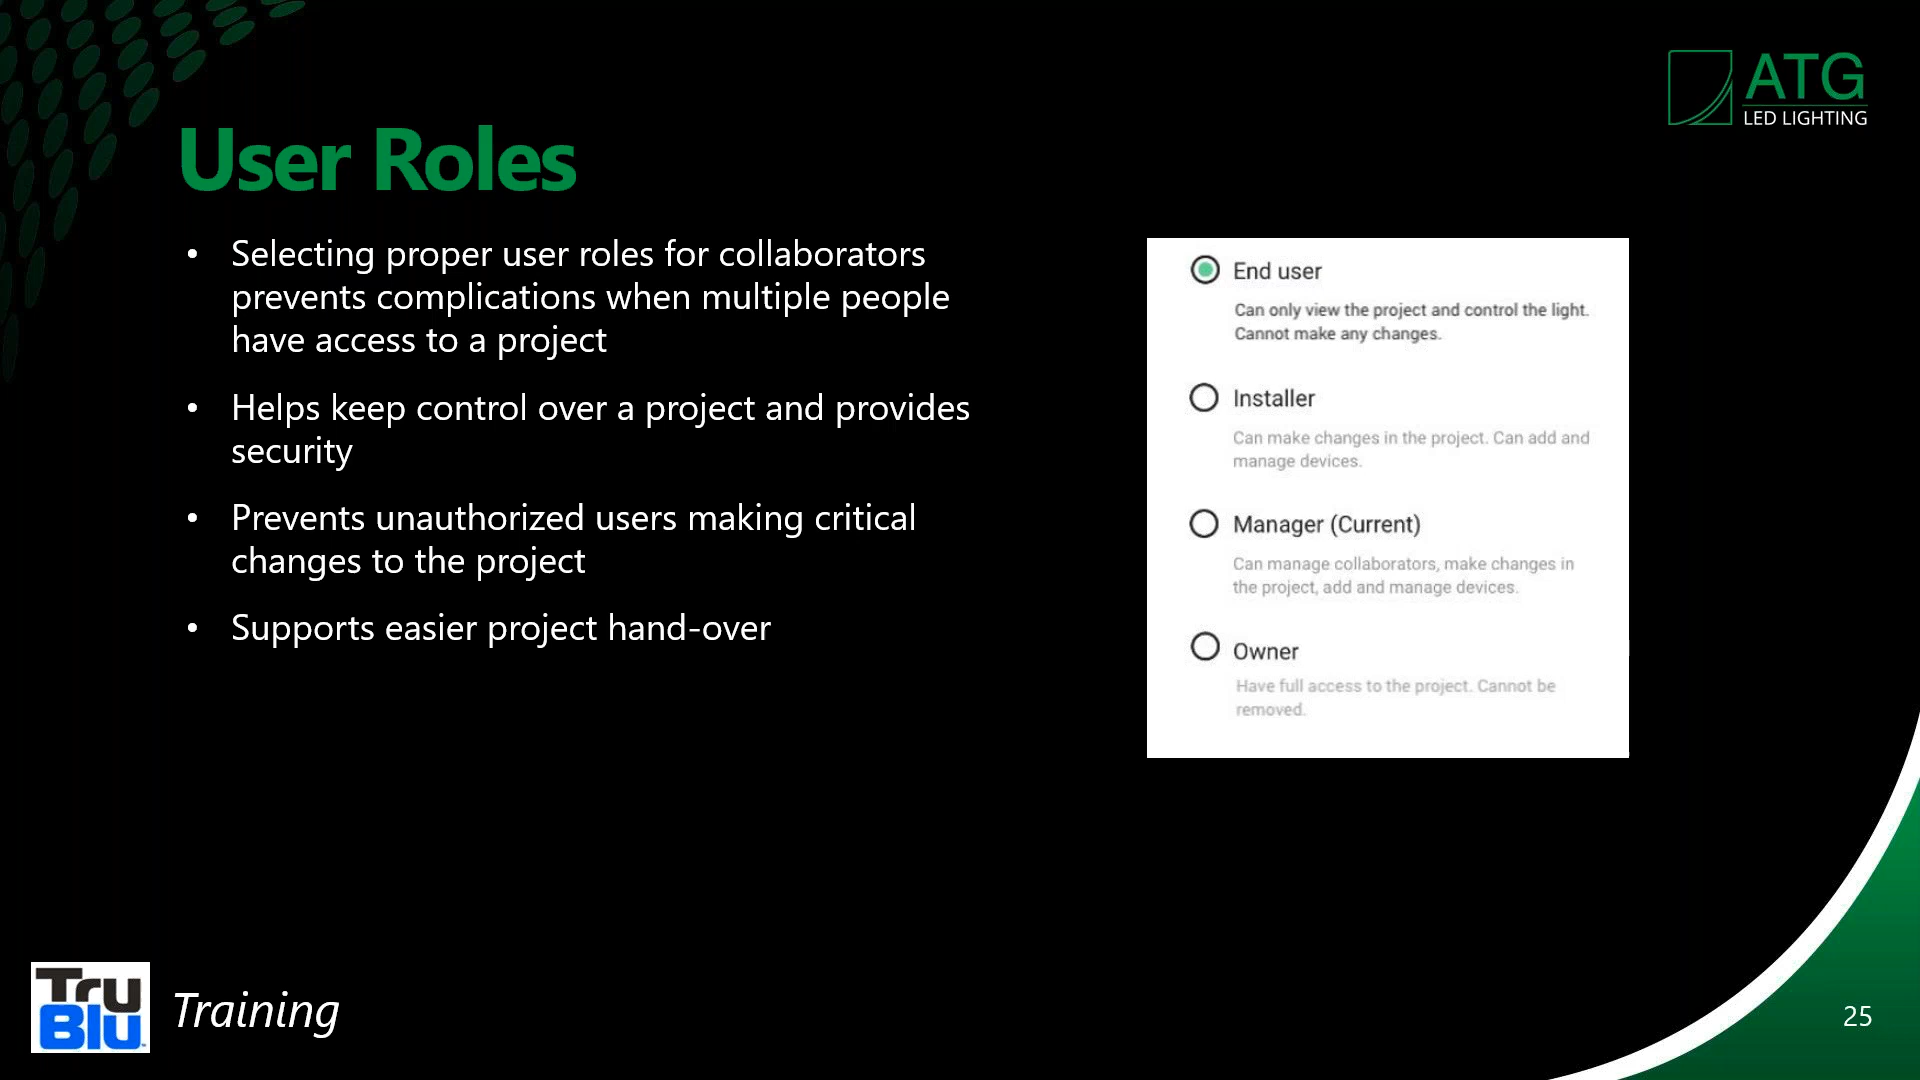 ATG
LED LIGHTING
User Roles
• Selecting proper user roles for collaborators
prevents complications when multiple people
have access to a project
• Helps keep control over a project and provides
security
• Prevents unauthorized users making critical
changes to the project
• Supports easier project hand-over
End user
Can only view the project and control the light.
Cannot make any changes.
Installer
Can make changes in the project. Can add and
manage devices.
Manager (Current)
Can manage collaborators, make changes in
the project, add and manage devices.
Owner
Have full access to the project. Cannot be
removed.
Tru
Blu
Training
25